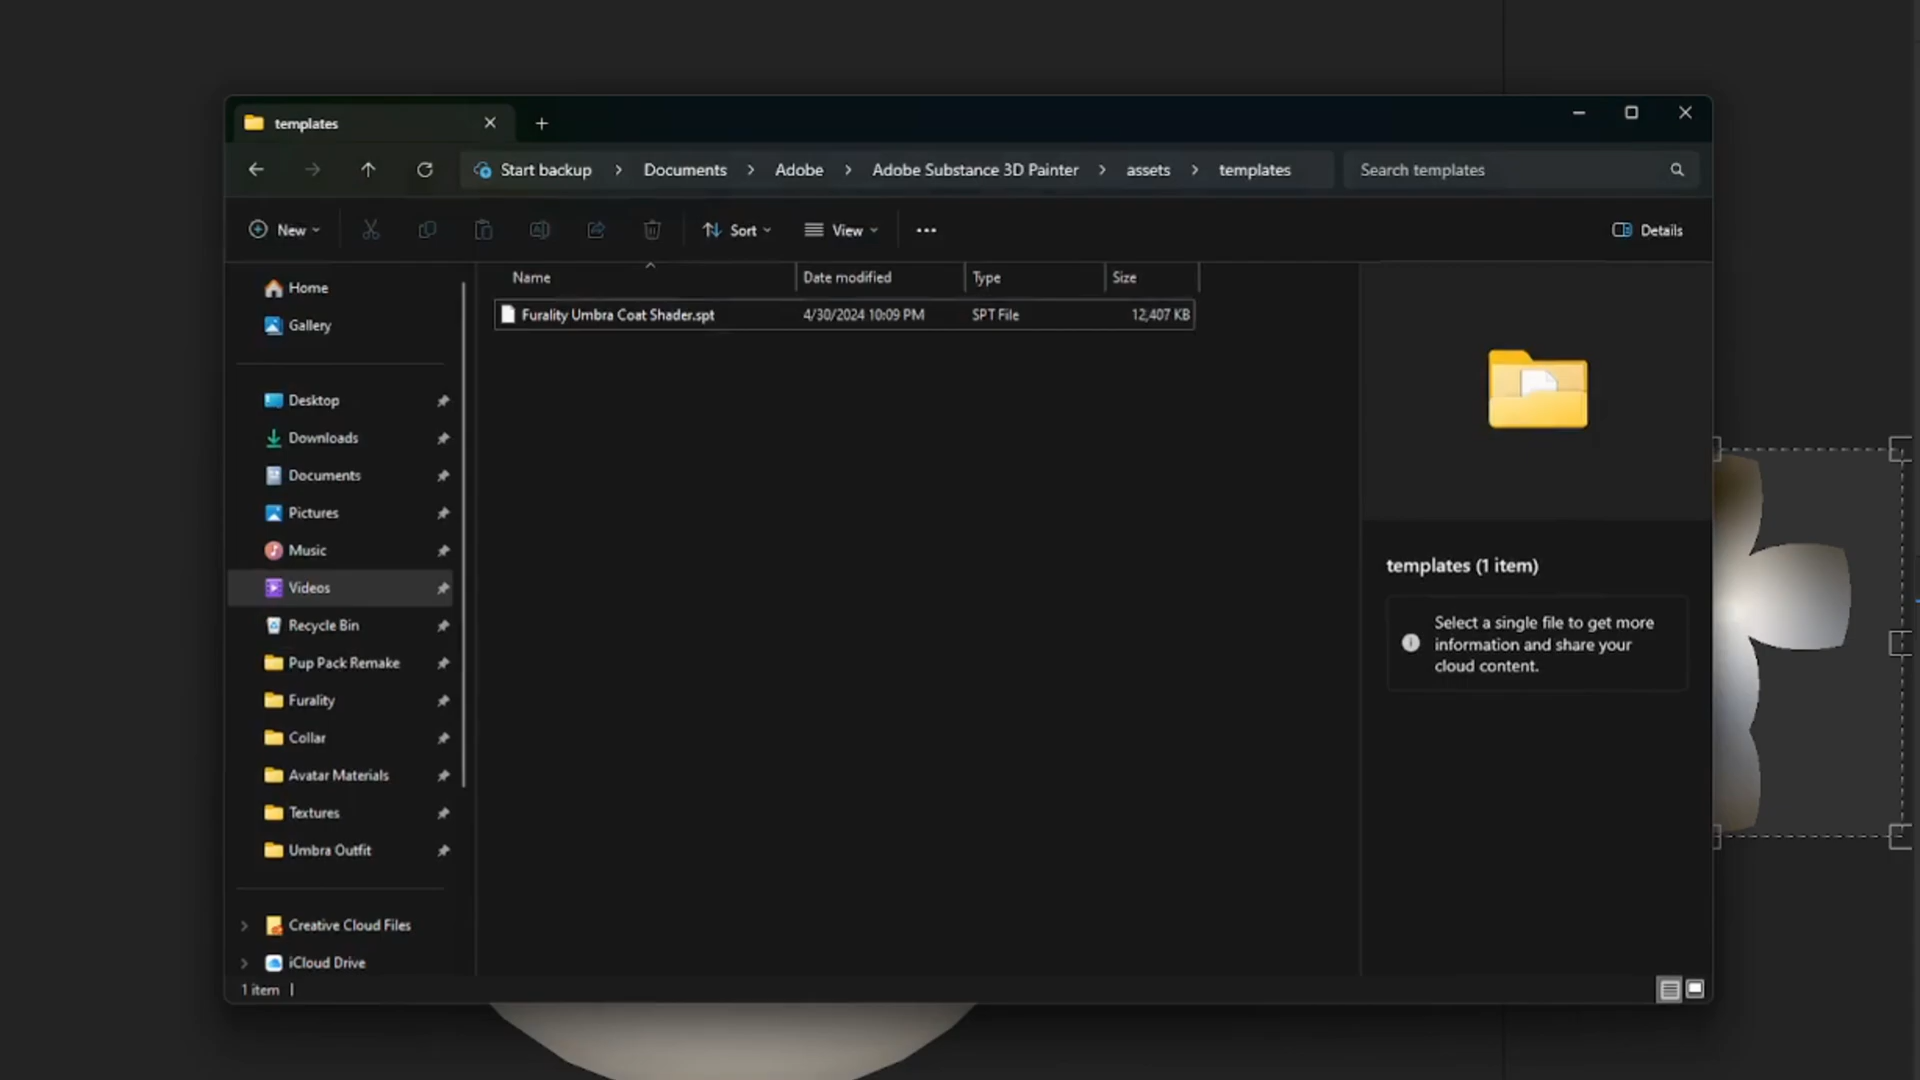 templates
Start backup > Documents > Adobe > Adobe Substance 3D Painter > assets > templates
Search templates
New
Sort
View
Details
Name
Date modified
Type
Size
Furality Umbra Coat Shader.spt
4/30/2024 10:09 PM
SPT File
12,407 KB
Home
Gallery
Desktop
Downloads
Documents
Pictures
Music
Videos
Recycle Bin
Pup Pack Remake
Furality
Collar
Avatar Materials
Textures
Umbra Outfit
Creative Cloud Files
iCloud Drive
templates (1 item)
Select a single file to get more
information and share your
cloud content.
1 item